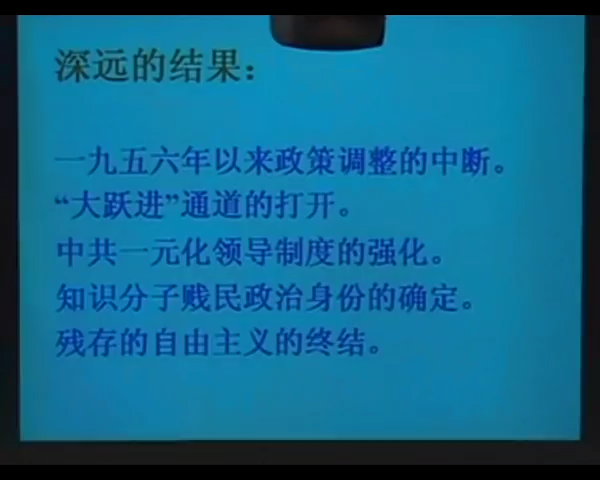 深远的结果：
一九五六年以来政策调整的中断。
“大跃进”通道的打开。
中共一元化领导制度的强化。
知识分子贱民政治身份的确定。
残存的自由主义的终结。